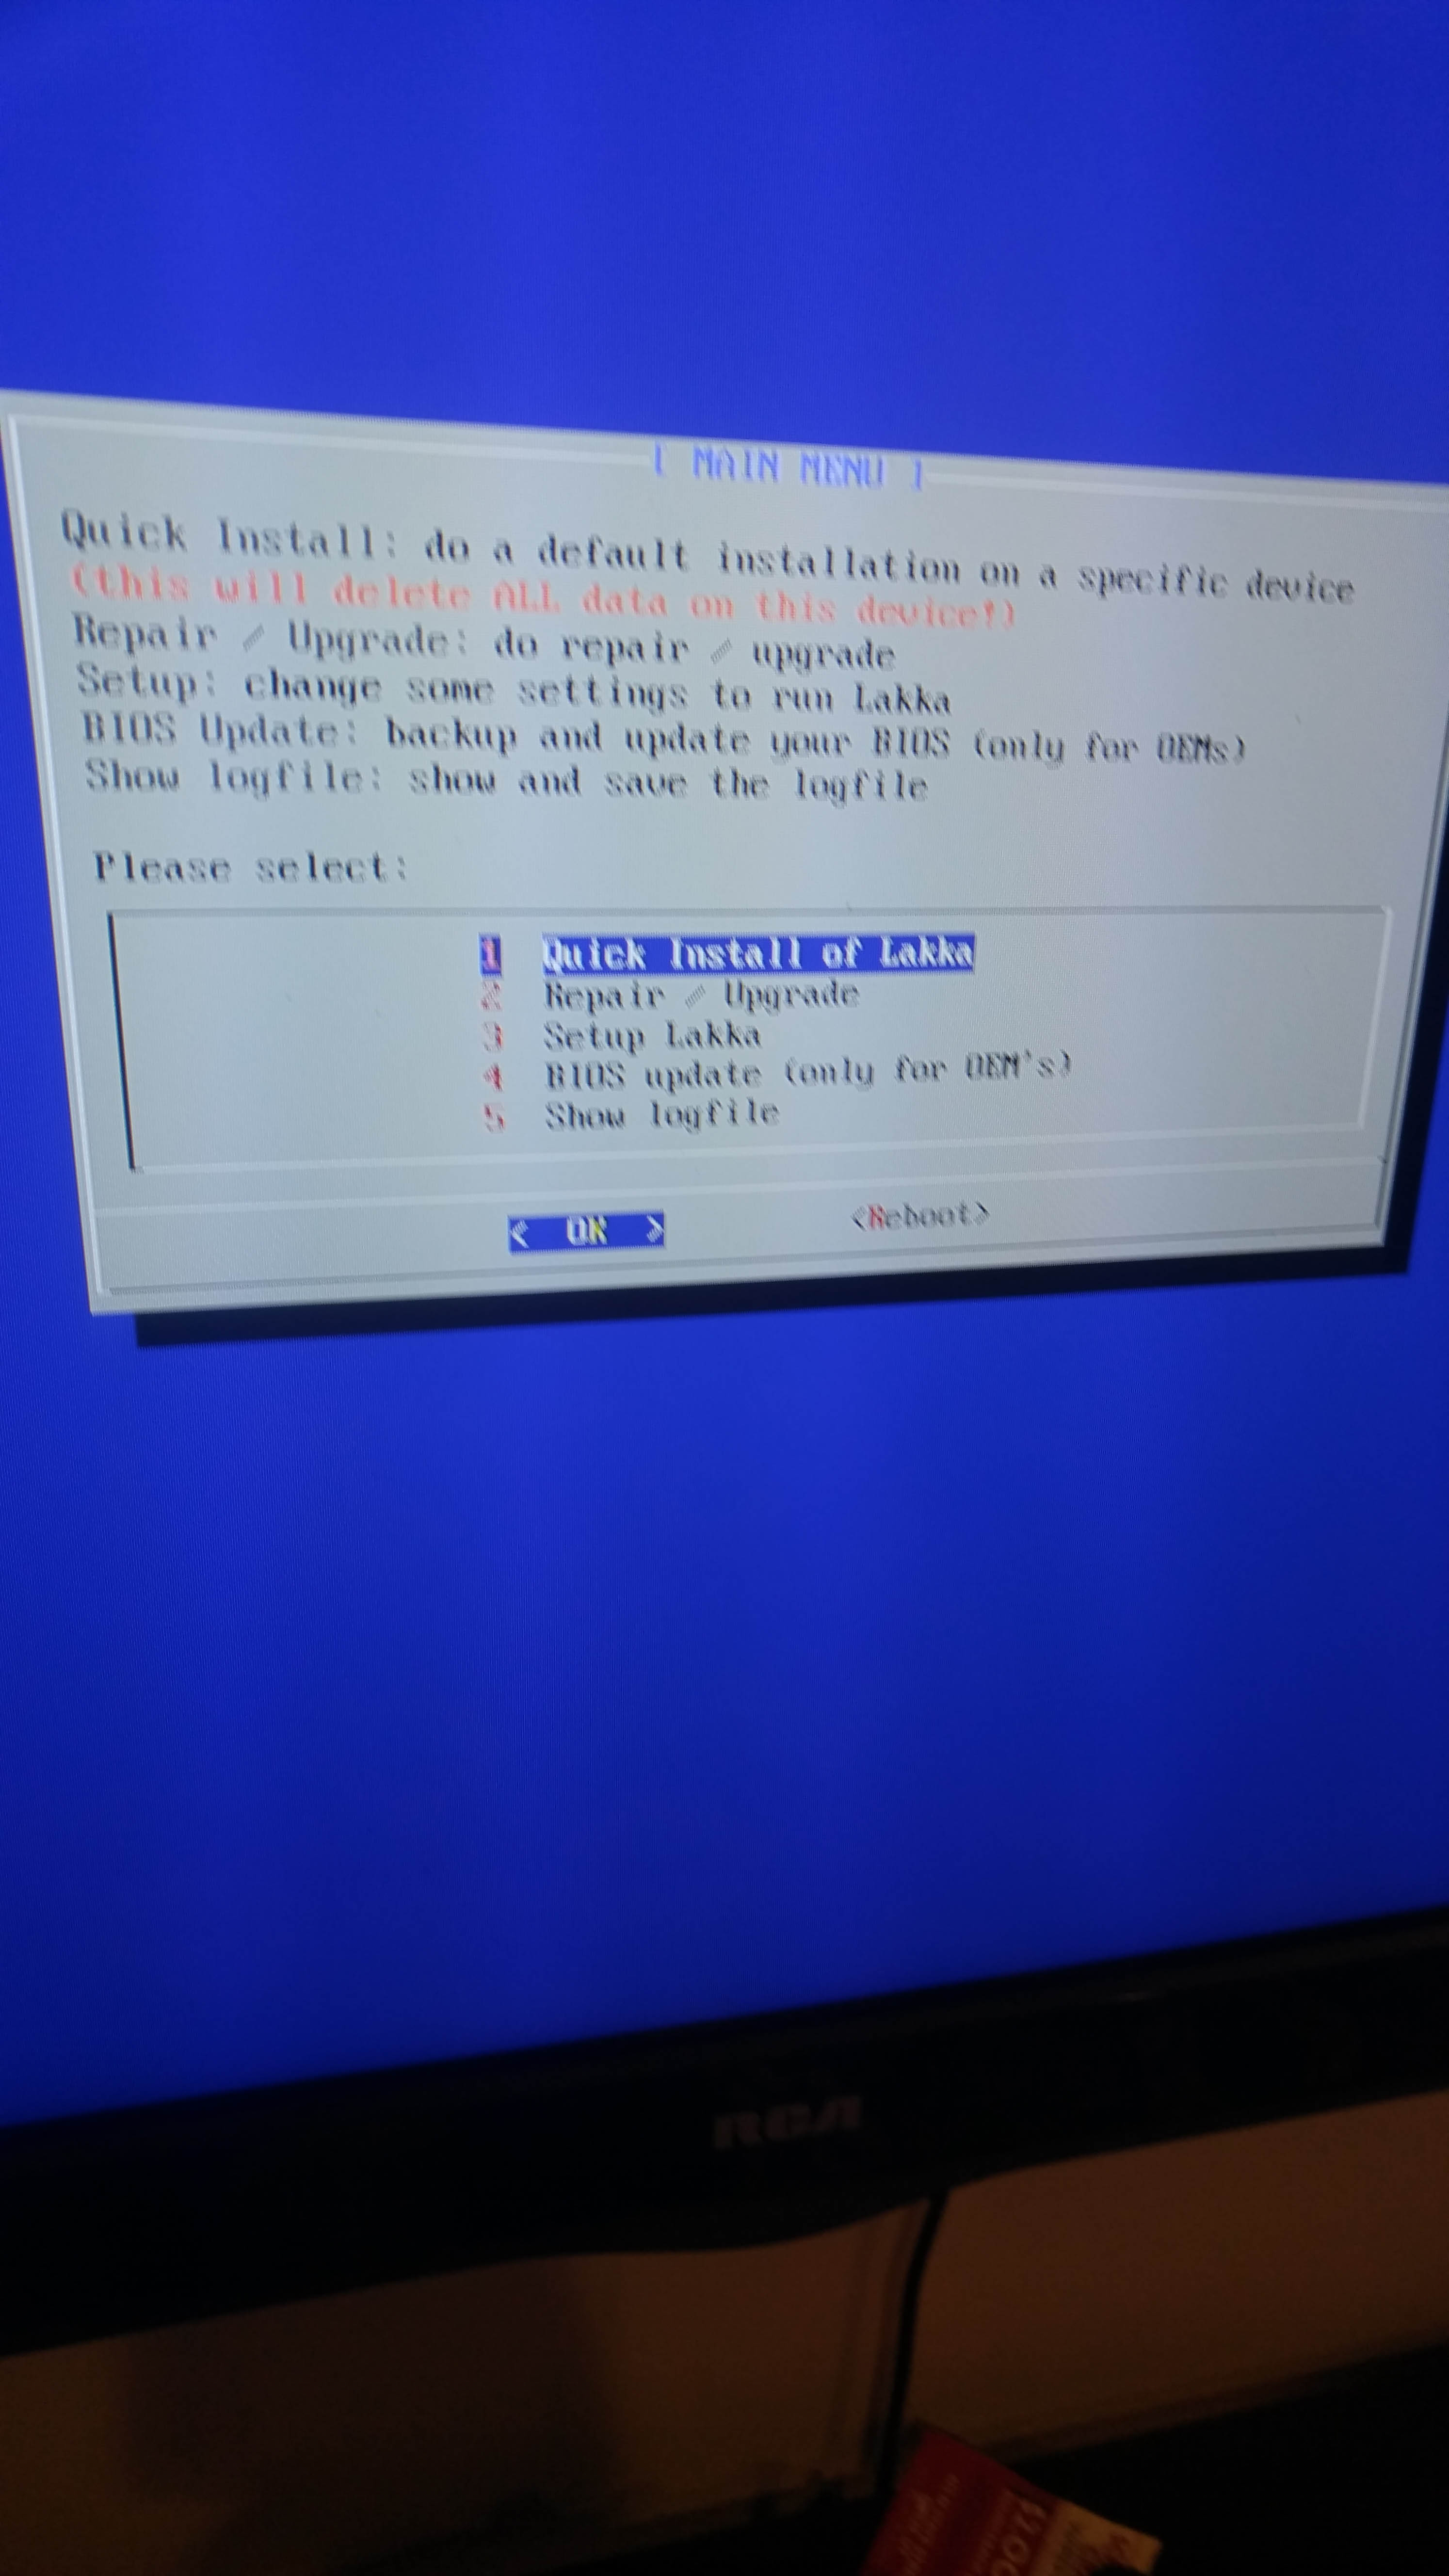 [ MAIN MENU ]
Quick Install: do a default installation on a specific device
(this will delete ALL data on this device!)
Repair / Upgrade: do repair / upgrade
Setup: change some settings to run Lakka
BIOS Update: backup and update your BIOS (only for OEMs)
Show logfile: show and save the logfile
Please select:
1 Quick Install of Lakka
2 Repair / Upgrade
3 Setup Lakka
4 BIOS update (only for OEM's)
5 Show logfile
< OK > <Reboot>
RCA